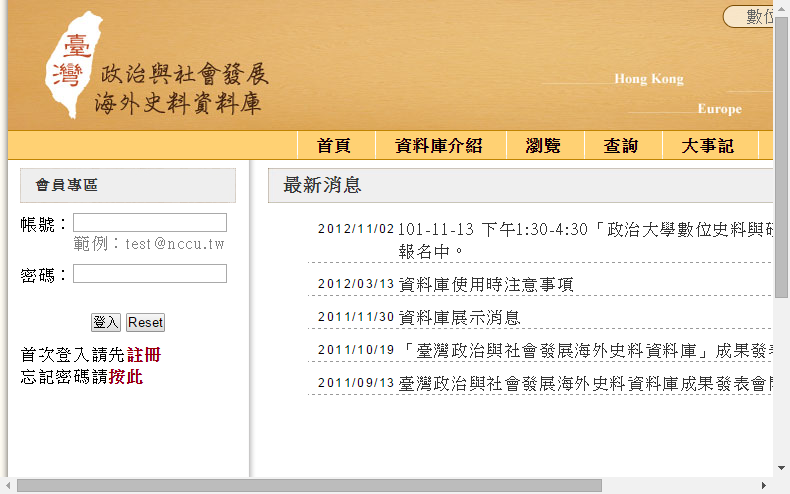 數位
臺灣
政治與社會發展
海外史料資料庫
Hong Kong
Europe
首頁 資料庫介紹 瀏覽 查詢 大事記
會員專區
帳號：
範例：test@nccu.tw
密碼：
登入 Reset
首次登入請先註冊
忘記密碼請按此
最新消息
2012/11/02 101-11-13 下午1:30-4:30「政治大學數位史料與研
報名中。
2012/03/13 資料庫使用時注意事項
2011/11/30 資料庫展示消息
2011/10/19 「臺灣政治與社會發展海外史料資料庫」成果發表
2011/09/13 臺灣政治與社會發展海外史料資料庫成果發表會